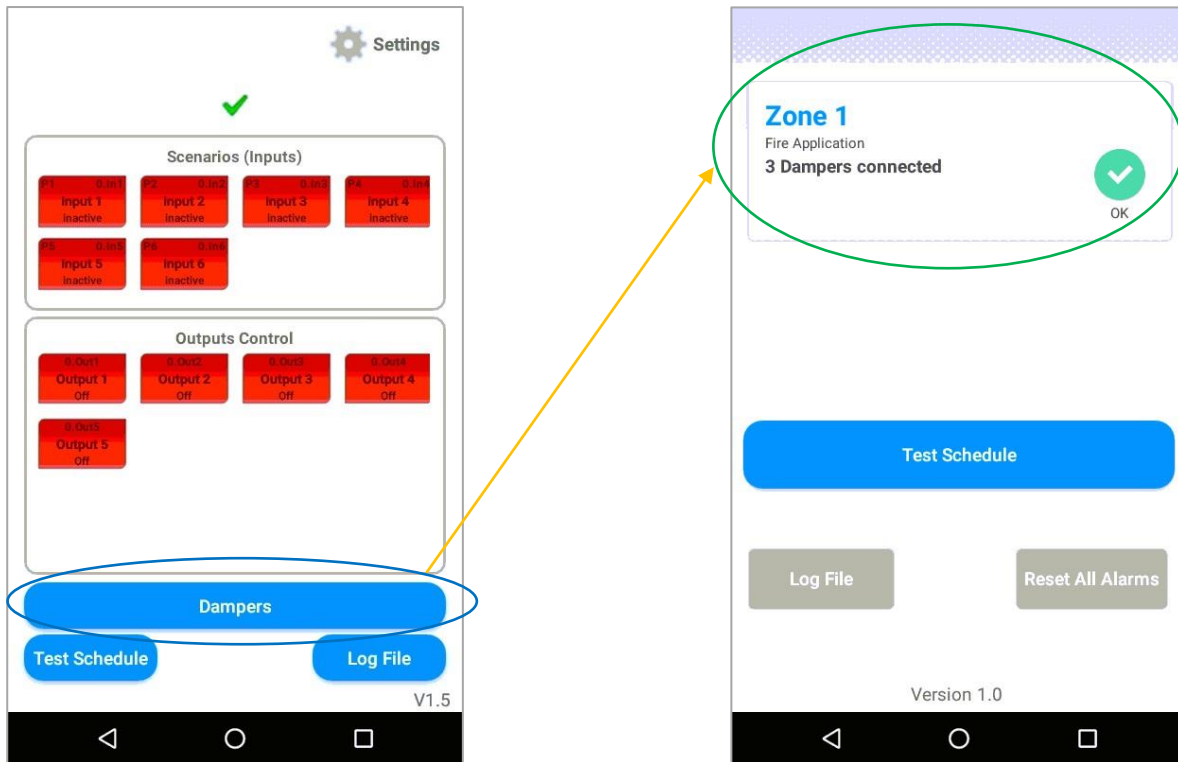 Settings
Scenarios (Inputs)
P1 0.In1 P2 0.In2 P3 0.In3 P4 0.In4
Input 1 Input 2 Input 3 Input 4
Inactive Inactive Inactive Inactive
P5 0.In5 P6 0.In6
Input 5 Input 6
Inactive Inactive
Outputs Control
0.Out1 0.Out2 0.Out3 0.Out4
Output 1 Output 2 Output 3 Output 4
Off Off Off Off
0.Out5
Output 5
Off
Dampers
Test Schedule Log File
V1.5
Zone 1
Fire Application
3 Dampers connected
OK
Test Schedule
Log File Reset All Alarms
Version 1.0